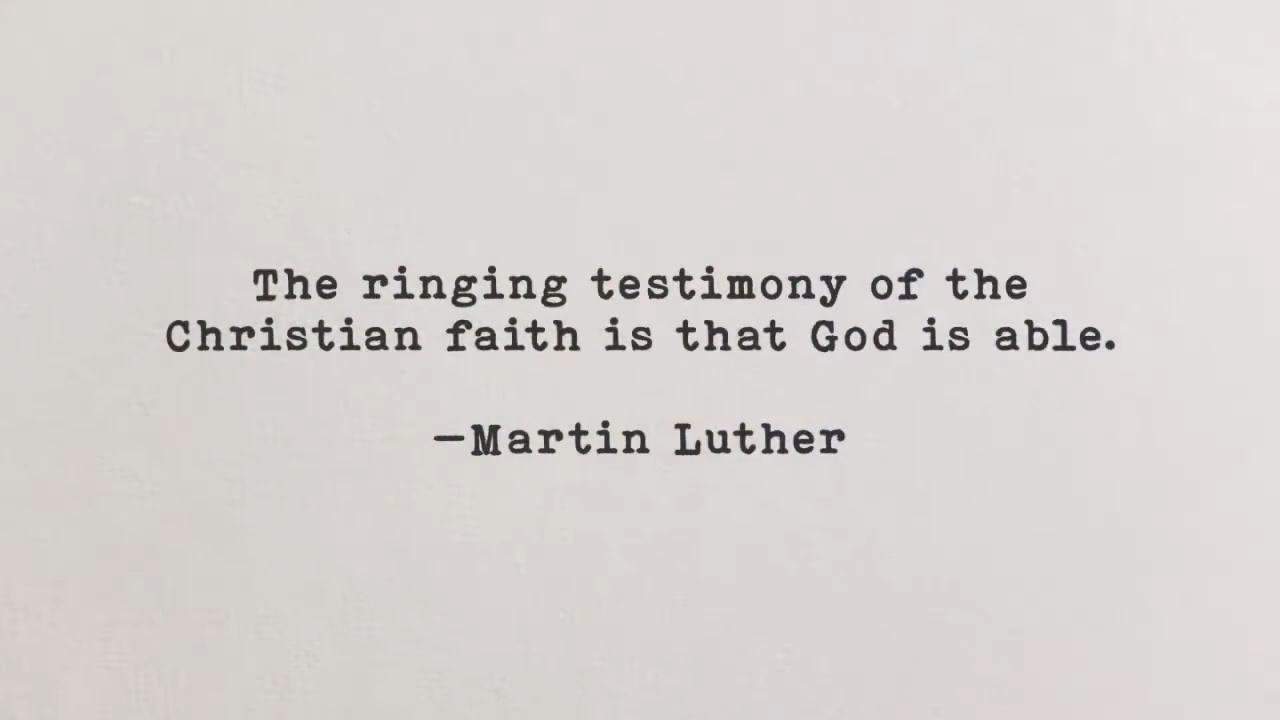 The ringing testimony of the
Christian faith is that God is able.
—Martin Luther